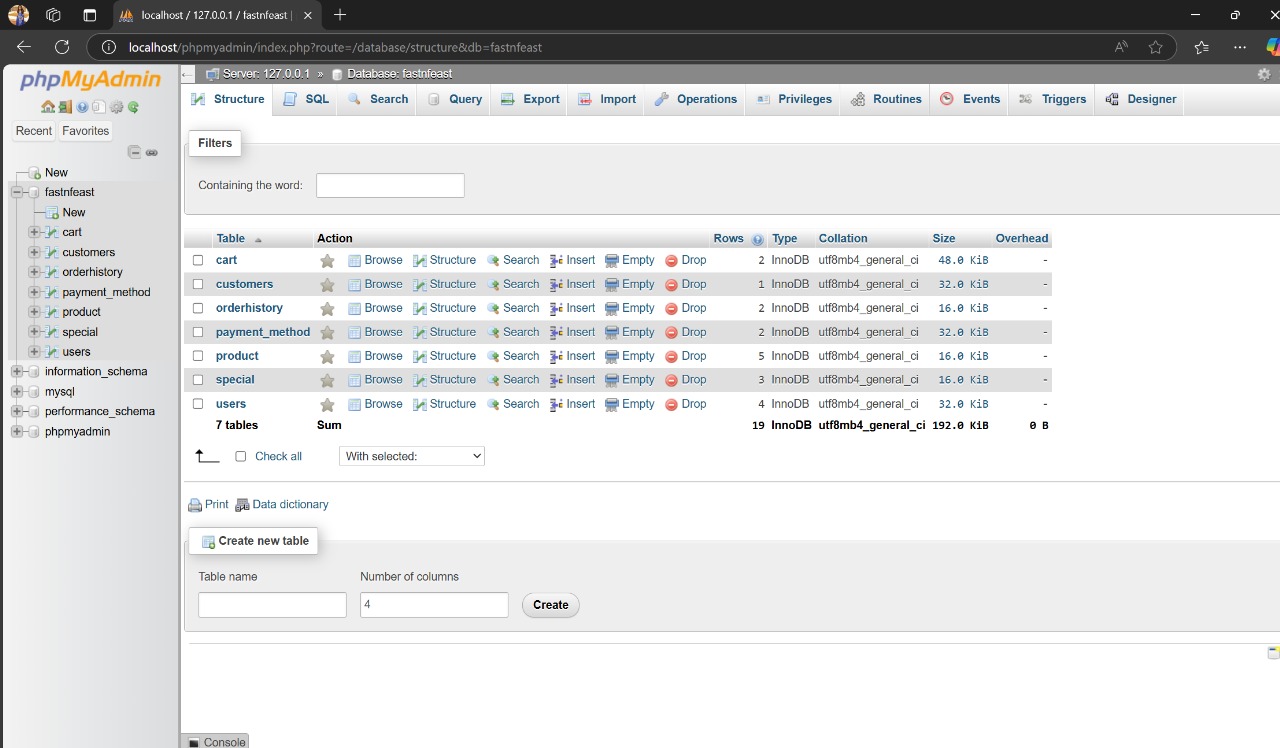 localhost / 127.0.0.1 / fastnfeast |
localhost/phpmyadmin/index.php?route=/database/structure&db=fastnfeast
phpMyAdmin
Recent Favorites
New
fastnfeast
New
cart
customers
orderhistory
payment_method
product
special
users
information_schema
mysql
performance_schema
phpmyadmin
Server: 127.0.0.1 » Database: fastnfeast
Structure SQL Search Query Export Import Operations Privileges Routines Events Triggers Designer
Filters
Containing the word:
Table Action Rows Type Collation Size Overhead
cart Browse Structure Search Insert Empty Drop 2 InnoDB utf8mb4_general_ci 48.0 KiB -
customers Browse Structure Search Insert Empty Drop 1 InnoDB utf8mb4_general_ci 32.0 KiB -
orderhistory Browse Structure Search Insert Empty Drop 2 InnoDB utf8mb4_general_ci 16.0 KiB -
payment_method Browse Structure Search Insert Empty Drop 2 InnoDB utf8mb4_general_ci 32.0 KiB -
product Browse Structure Search Insert Empty Drop 5 InnoDB utf8mb4_general_ci 16.0 KiB -
special Browse Structure Search Insert Empty Drop 3 InnoDB utf8mb4_general_ci 16.0 KiB -
users Browse Structure Search Insert Empty Drop 4 InnoDB utf8mb4_general_ci 32.0 KiB -
7 tables Sum 19 InnoDB utf8mb4_general_ci 192.0 KiB 0 B
Check all With selected:
Print Data dictionary
Create new table
Table name Number of columns
4 Create
Console